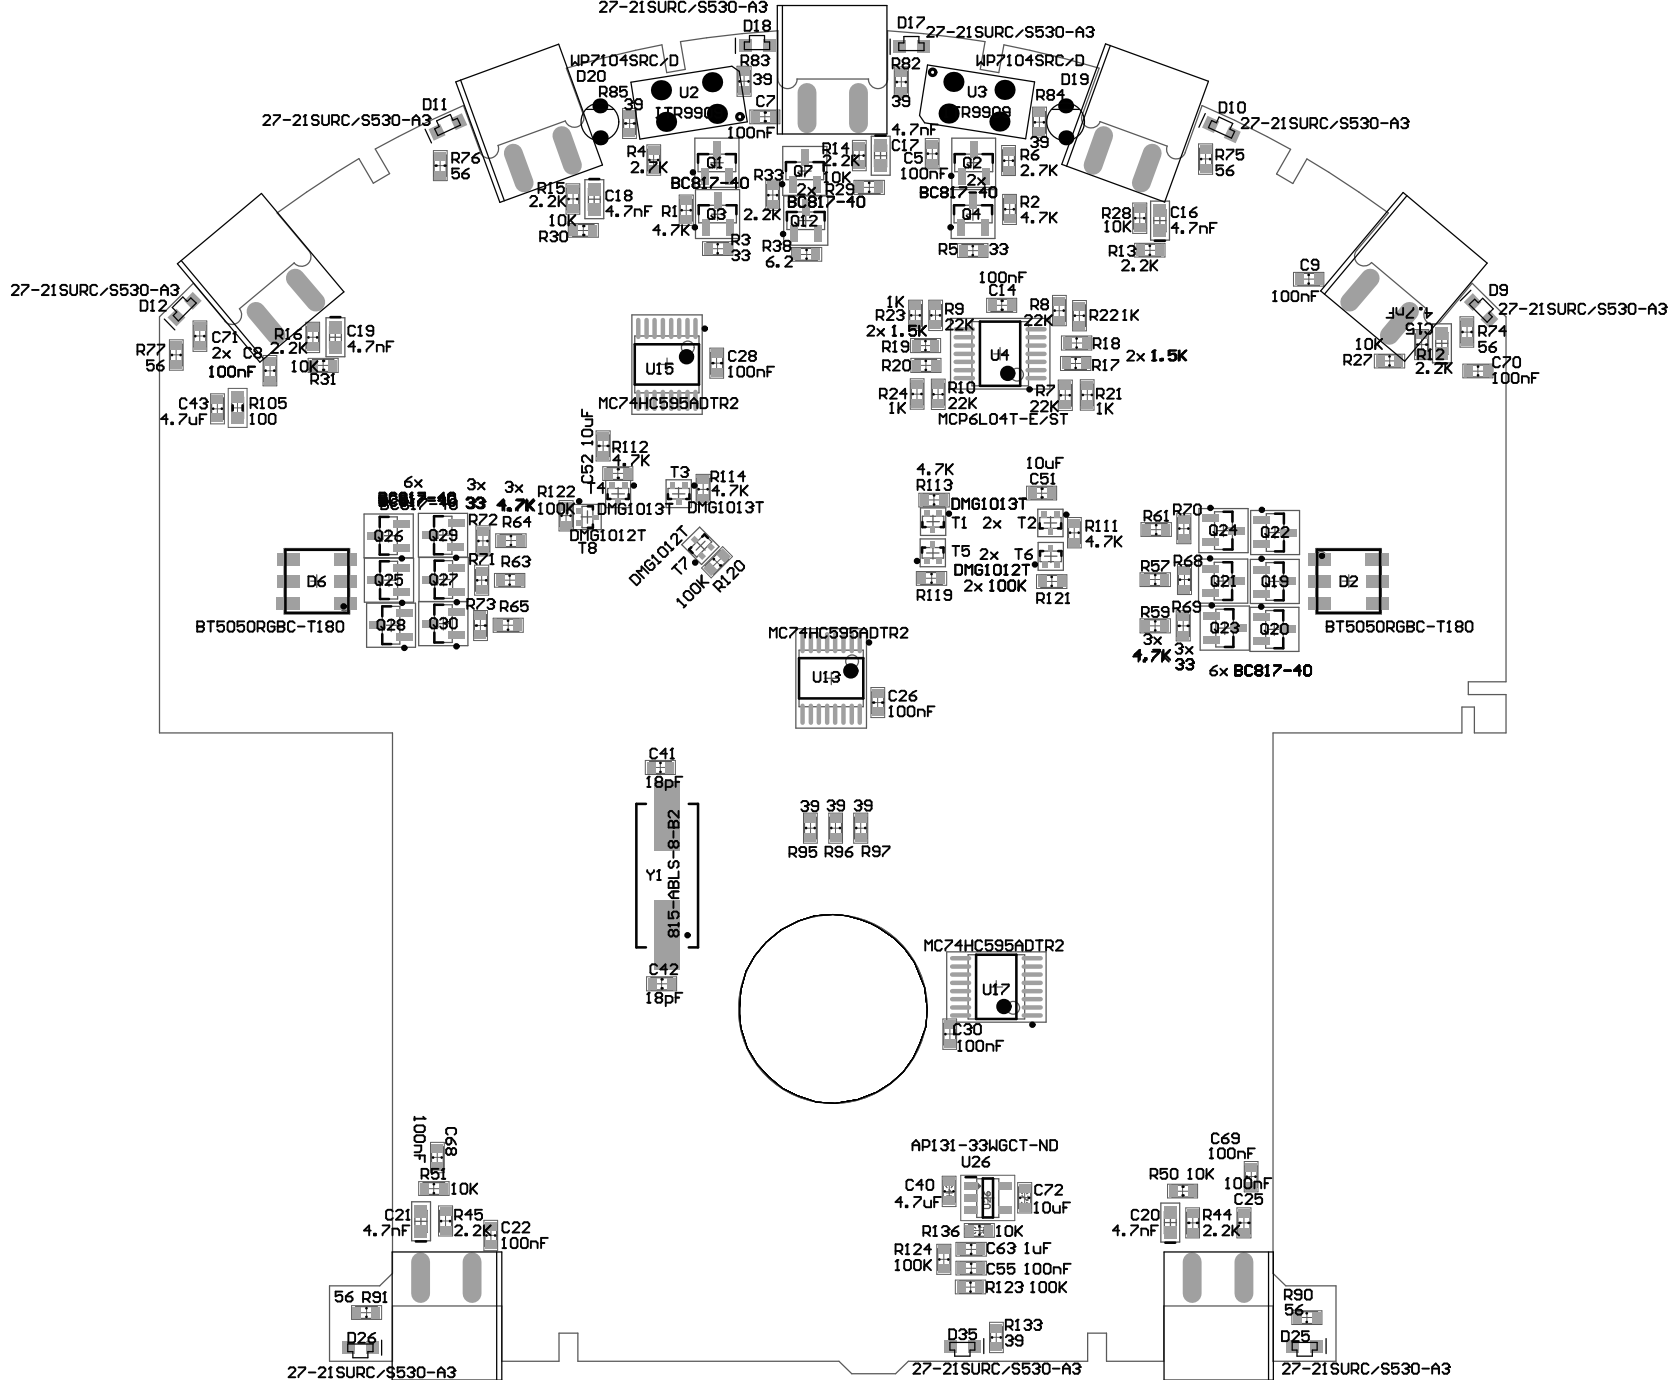 27-21SURC/S530-A3
D18
D17
27-21SURC/S530-A3
WP7104SRC/D
R83
39
R82
39
WP7104SRC/D
D20
D19
R85
39
U2
U3
ITR9909
R84
39
C7
100nF
D11
27-21SURC/S530-A3
D10
27-21SURC/S530-A3
R76
56
R75
56
R4
2.7K
Q1
BC817-40
R14
2.2K
4.7nF
C17
C5
100nF
Q7
2x
BC817-40
10K
R29
Q2
2x
BC817-40
R6
2.7K
R15
2.2K
C18
4.7nF
10K
R30
R1
4.7K
Q3
R3
33
R33
2.2K
Q12
R38
6.2
Q4
R5
33
R2
4.7K
R28
10K
C16
4.7nF
R13
2.2K
27-21SURC/S530-A3
D12
C9
100nF
100nF
C14
D9
27-21SURC/S530-A3
4.7nF
C15
R77
56
C71
2x
100nF
C8
R16
2.2K
C19
4.7nF
10K
R31
C43
4.7uF
R105
100
U15
MC74HC595ADTR2
C28
100nF
1K
R23
R9
22K
2x 1.5K
R19
R20
R24
1K
R10
22K
U4
MCP6L04T-E/ST
R8
22K
R22 1K
R18
R17
2x 1.5K
R7
22K
R21
1K
10K
R27
R12
2.2K
R74
56
C70
100nF
C52 10uF
R112
4.7K
T3
R114
4.7K
DMG1013T
T4
DMG1013T
R122
100K
DMG1012T
T8
DMG1012T
T7
100K
R120
4.7K
R113
10uF
C51
DMG1013T
T1
2x
T2
R111
4.7K
T5
2x
T6
DMG1012T
2x 100K
R119
R121
6x
BC817-40
3x
33
3x
4.7K
Q26
Q29
R72
R64
D6
Q25
Q27
R71
R63
Q28
Q30
R73
R65
BT5050RGBC-T180
R61
R70
Q24
Q22
R57
R68
Q21
Q19
D2
R59
R69
Q23
Q20
BT5050RGBC-T180
3x
4.7K
3x
33
6x BC817-40
MC74HC595ADTR2
U13
C26
100nF
C41
18pF
Y1
815-ABLS-8-B2
C42
18pF
39
39
39
R95
R96
R97
MC74HC595ADTR2
U17
C30
100nF
100nF
C68
R51
10K
C21
4.7nF
R45
2.2K
C22
100nF
AP131-33WGCT-ND
U26
C40
4.7uF
U26
C72
10uF
R136
10K
R124
100K
C63 1uF
C55 100nF
R123 100K
C69
100nF
R50 10K
100nF
C25
C20
4.7nF
R44
2.2K
56 R91
D26
27-21SURC/S530-A3
D35
R133
39
27-21SURC/S530-A3
R90
56
D25
27-21SURC/S530-A3